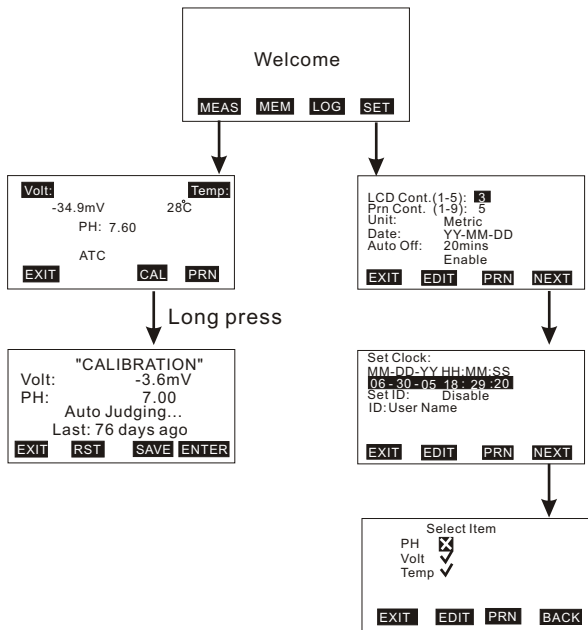 Welcome
MEAS MEM LOG SET
Volt: Temp:
-34.9mV 28°C
PH: 7.60
ATC
EXIT CAL PRN
Long press
"CALIBRATION"
Volt: -3.6mV
PH: 7.00
Auto Judging...
Last: 76 days ago
EXIT RST SAVE ENTER
LCD Cont.(1-5): 3
Prn Cont. (1-9): 5
Unit: Metric
Date: YY-MM-DD
Auto Off: 20mins
Enable
EXIT EDIT PRN NEXT
Set Clock:
MM-DD-YY HH:MM:SS
06-30-05 18:29:20
Set ID: Disable
ID:User Name
EXIT EDIT PRN NEXT
Select Item
PH
Volt
Temp
EXIT EDIT PRN BACK